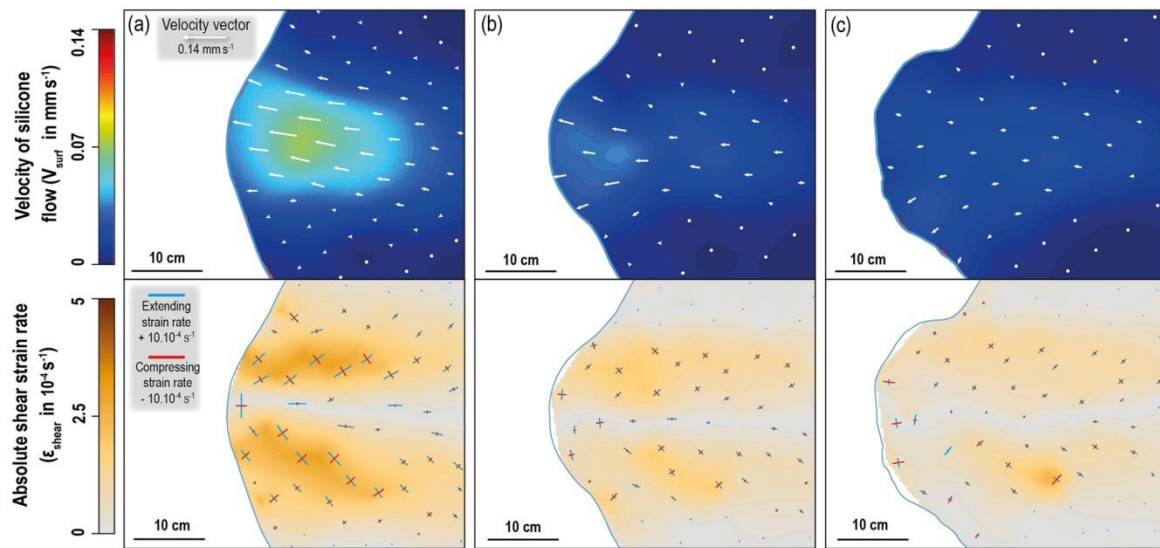 Velocity of silicone
flow (V_surf in mm s⁻¹)
0.14
0.07
0
(a)
Velocity vector
0.14 mm s⁻¹
10 cm
(b)
10 cm
(c)
10 cm
Absolute shear strain rate
(ε_shear in 10⁻⁴ s⁻¹)
5
2.5
0
Extending
strain rate
+ 10.10⁻⁴ s⁻¹
Compressing
strain rate
- 10.10⁻⁴ s⁻¹
10 cm
10 cm
10 cm